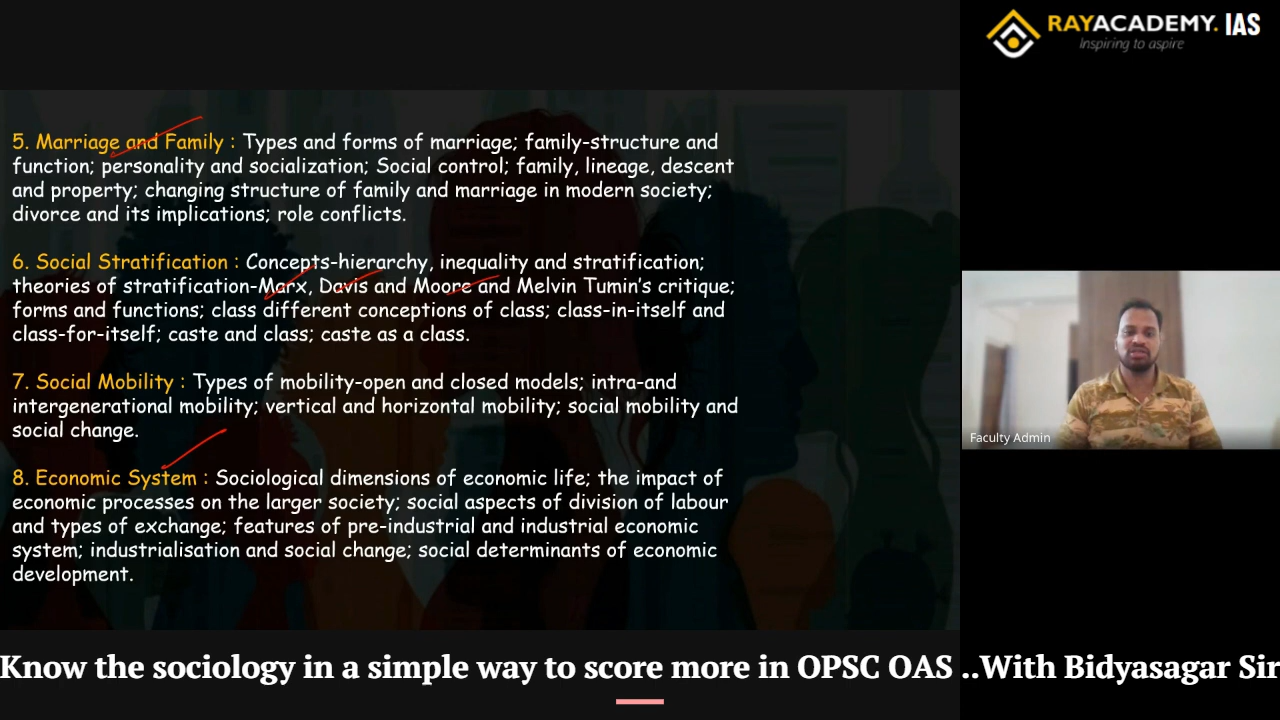 RAYACADEMY. IAS
Inspiring to aspire
5. Marriage and Family : Types and forms of marriage; family-structure and
function; personality and socialization; Social control; family, lineage, descent
and property; changing structure of family and marriage in modern society;
divorce and its implications; role conflicts.
6. Social Stratification : Concepts-hierarchy, inequality and stratification;
theories of stratification-Marx, Davis and Moore and Melvin Tumin's critique;
forms and functions; class different conceptions of class; class-in-itself and
class-for-itself; caste and class; caste as a class.
7. Social Mobility : Types of mobility-open and closed models; intra-and
intergenerational mobility; vertical and horizontal mobility; social mobility and
social change.
8. Economic System : Sociological dimensions of economic life; the impact of
economic processes on the larger society; social aspects of division of labour
and types of exchange; features of pre-industrial and industrial economic
system; industrialisation and social change; social determinants of economic
development.
Faculty Admin
Know the sociology in a simple way to score more in OPSC OAS ..With Bidyasagar Sir